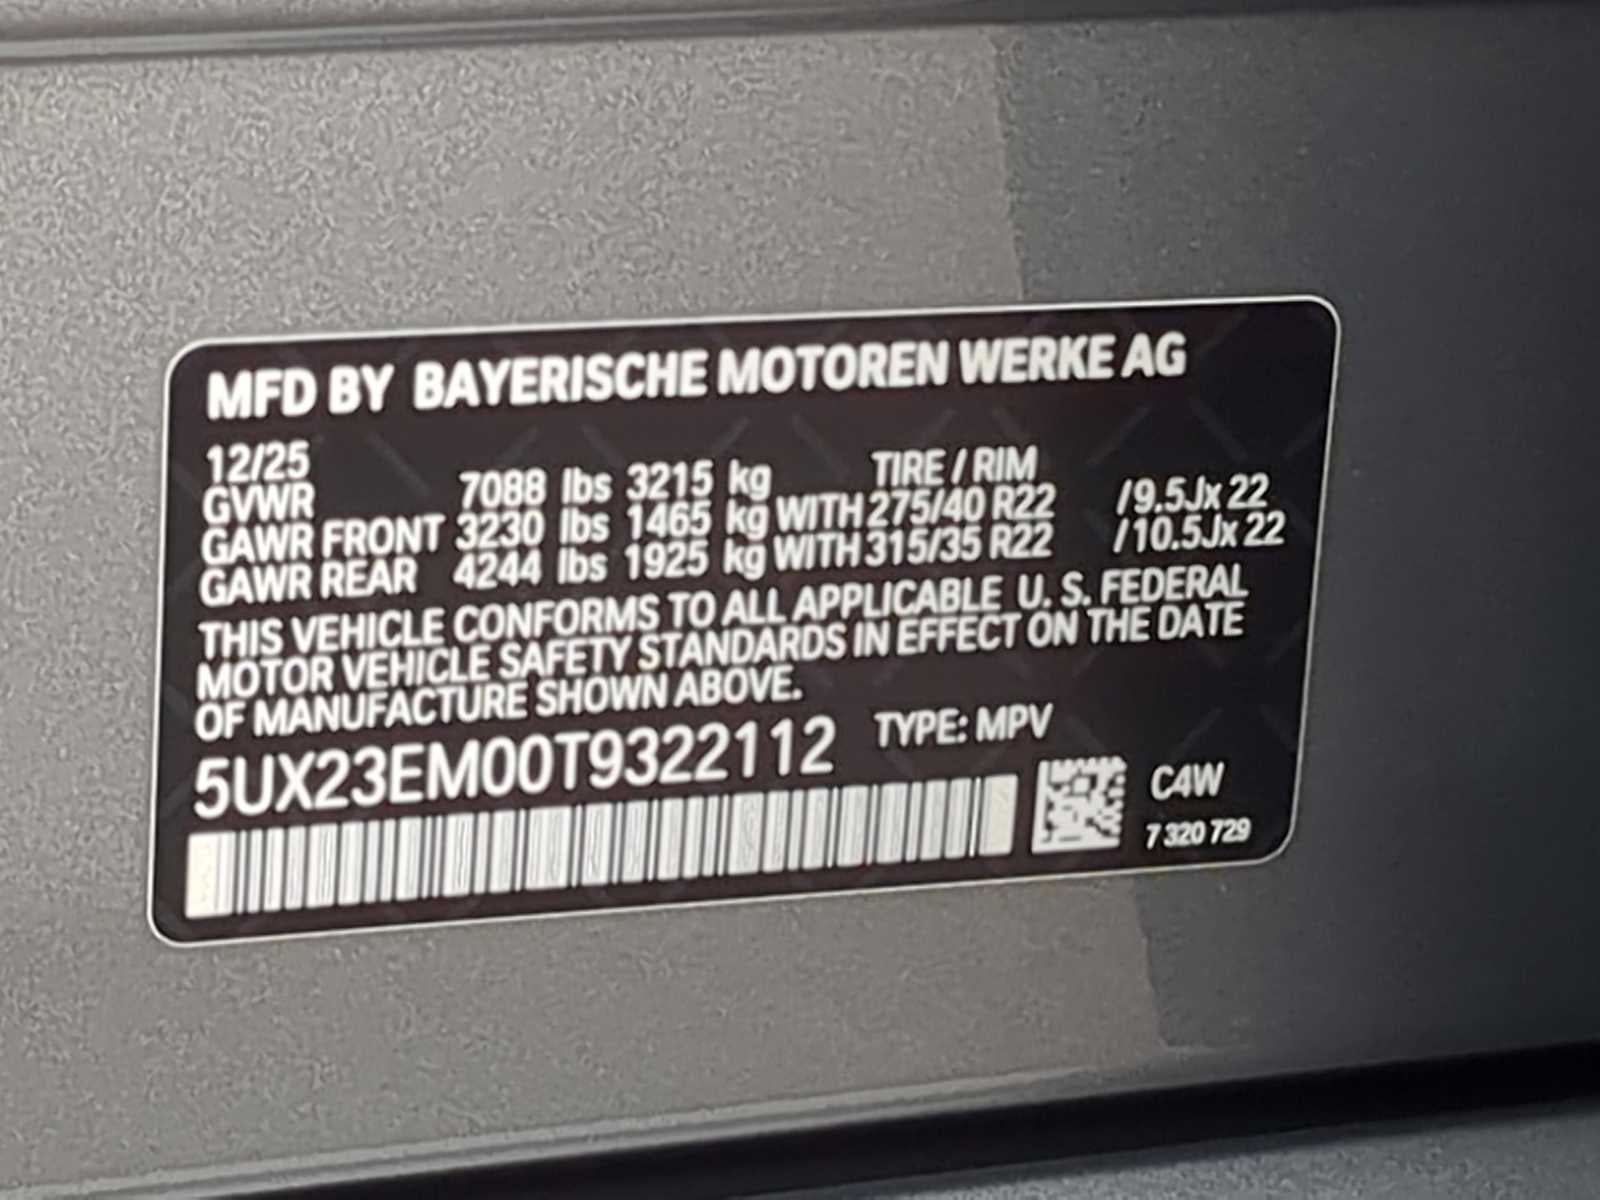 MFD BY BAYERISCHE MOTOREN WERKE AG
12/25
GVWR 7088 lbs 3215 kg TIRE / RIM
GAWR FRONT 3230 lbs 1465 kg WITH 275/40 R22 /9.5Jx 22
GAWR REAR 4244 lbs 1925 kg WITH 315/35 R22 /10.5Jx 22
THIS VEHICLE CONFORMS TO ALL APPLICABLE U. S. FEDERAL
MOTOR VEHICLE SAFETY STANDARDS IN EFFECT ON THE DATE
OF MANUFACTURE SHOWN ABOVE.
5UX23EM00T9322112 TYPE: MPV
C4W
7 320 729